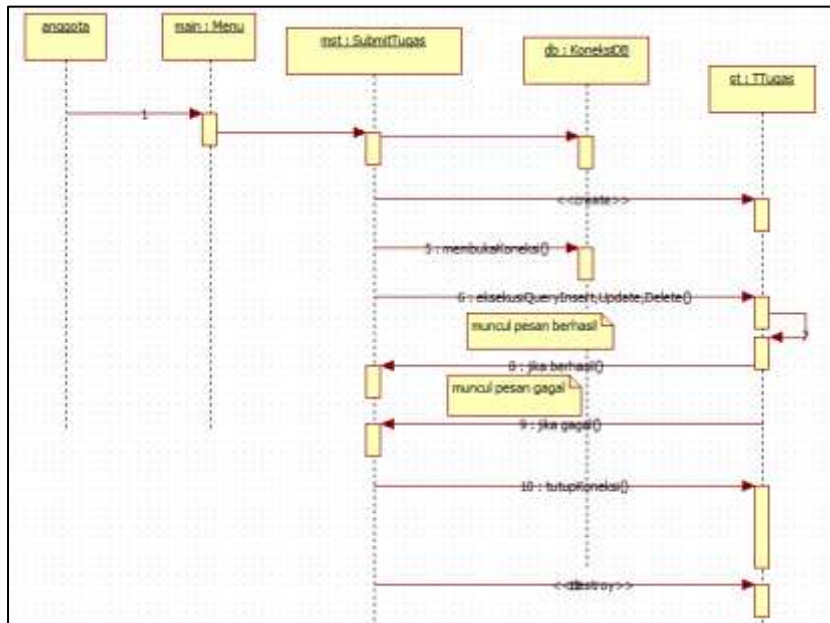 anggota
main : Menu
mst : SubmitTugas
db : KoneksiDB
st : TTugas
1
<<create>>
5 : membukaKoneksi()
6 : eksekusiQueryInsert,Update,Delete()
muncul pesan berhasil
7
8 : jika berhasil()
muncul pesan gagal
9 : jika gagal()
10 : tutupKoneksi()
<<destroy>>